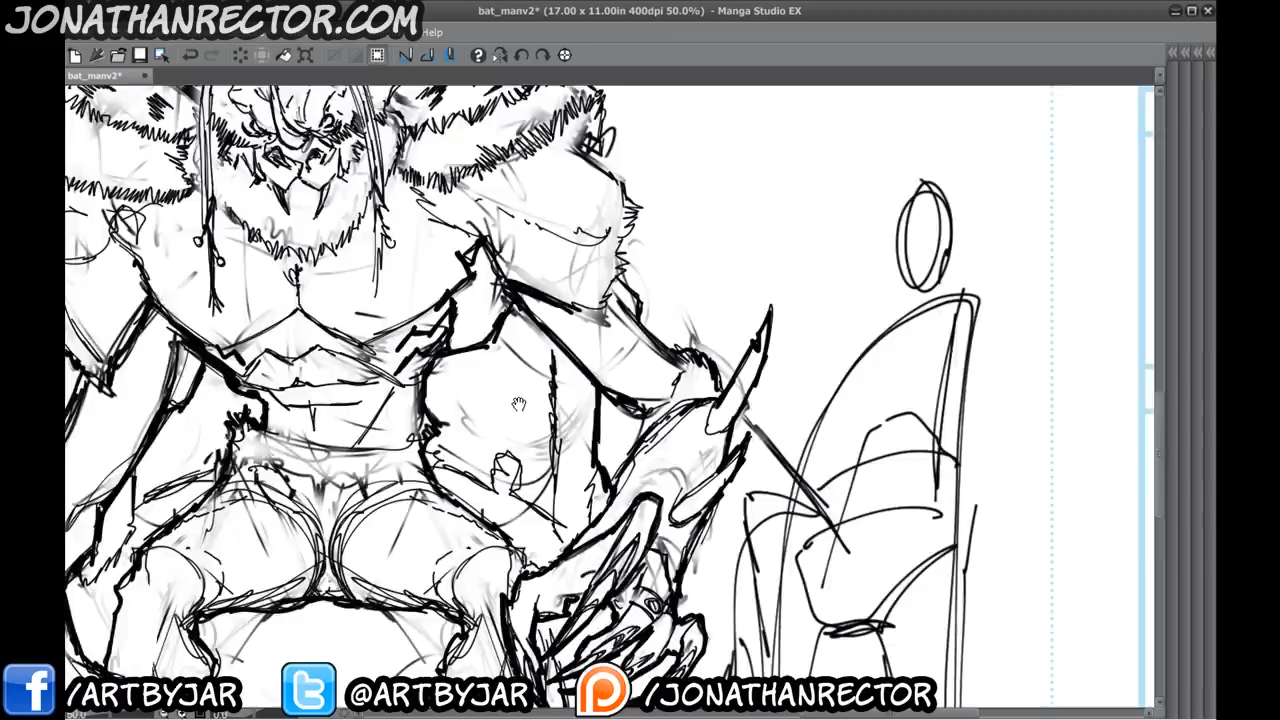 JONATHANRECTOR.COM
bat_manv2* (17.00 x 11.00in 400dpi 50.0%) - Manga Studio EX
Help
bat_manv2*
/ARTBYJAR
@ARTBYJAR
/JONATHANRECTOR